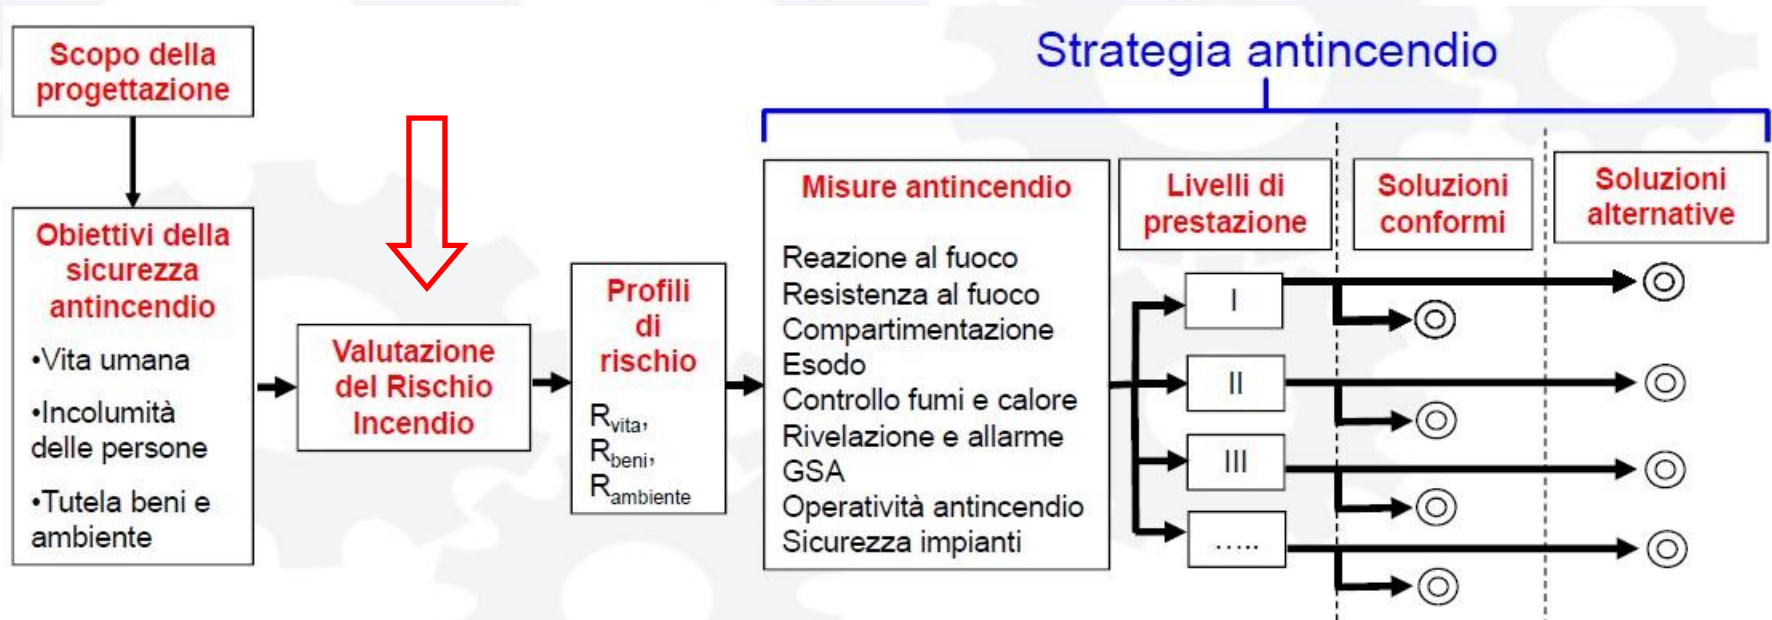 Scopo della
progettazione
Obiettivi della
sicurezza
antincendio
•Vita umana
•Incolumità
delle persone
•Tutela beni e
ambiente
Valutazione
del Rischio
Incendio
Profili
di
rischio
Rvita,
Rbeni,
Rambiente
Strategia antincendio
Misure antincendio
Reazione al fuoco
Resistenza al fuoco
Compartimentazione
Esodo
Controllo fumi e calore
Rivelazione e allarme
GSA
Operatività antincendio
Sicurezza impianti
Livelli di
prestazione
I
II
III
.....
Soluzioni
conformi
Soluzioni
alternative